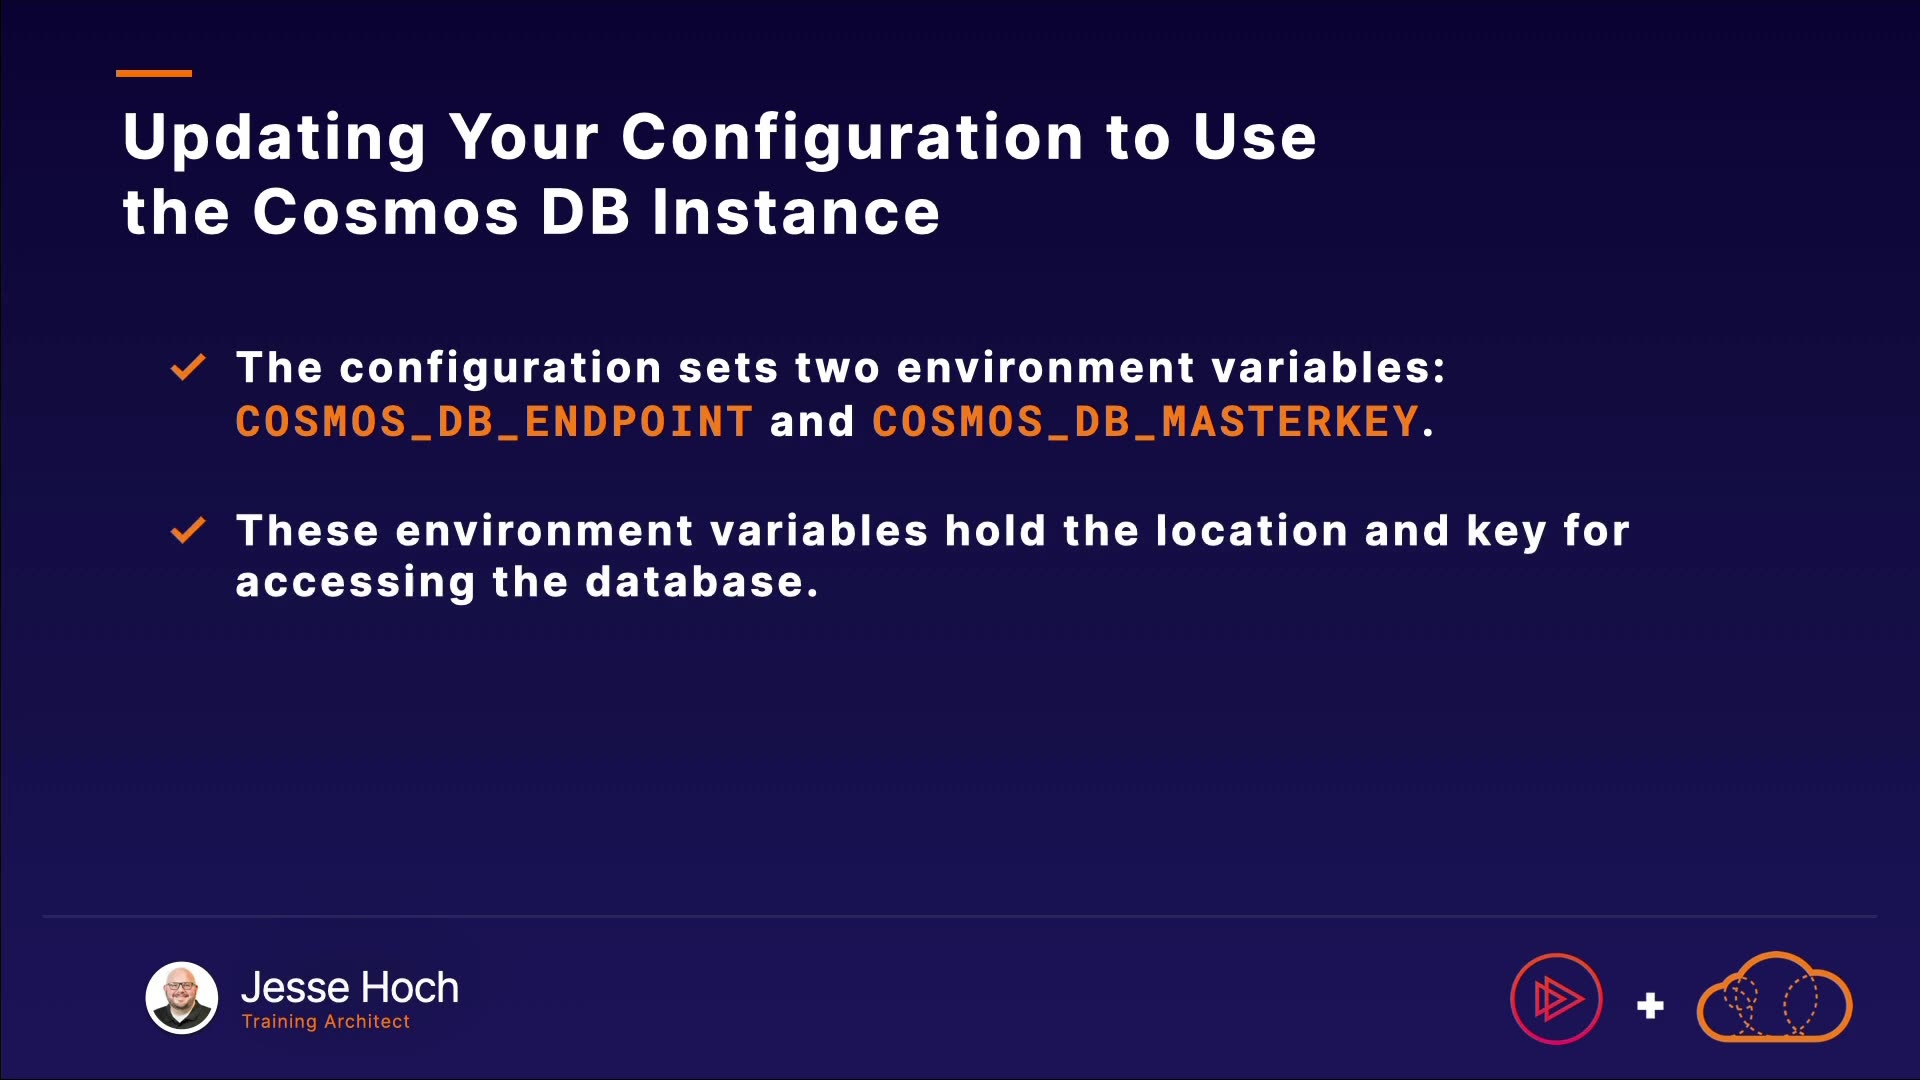 Updating Your Configuration to Use
the Cosmos DB Instance
The configuration sets two environment variables:
COSMOS_DB_ENDPOINT and COSMOS_DB_MASTERKEY.
These environment variables hold the location and key for
accessing the database.
Jesse Hoch
Training Architect